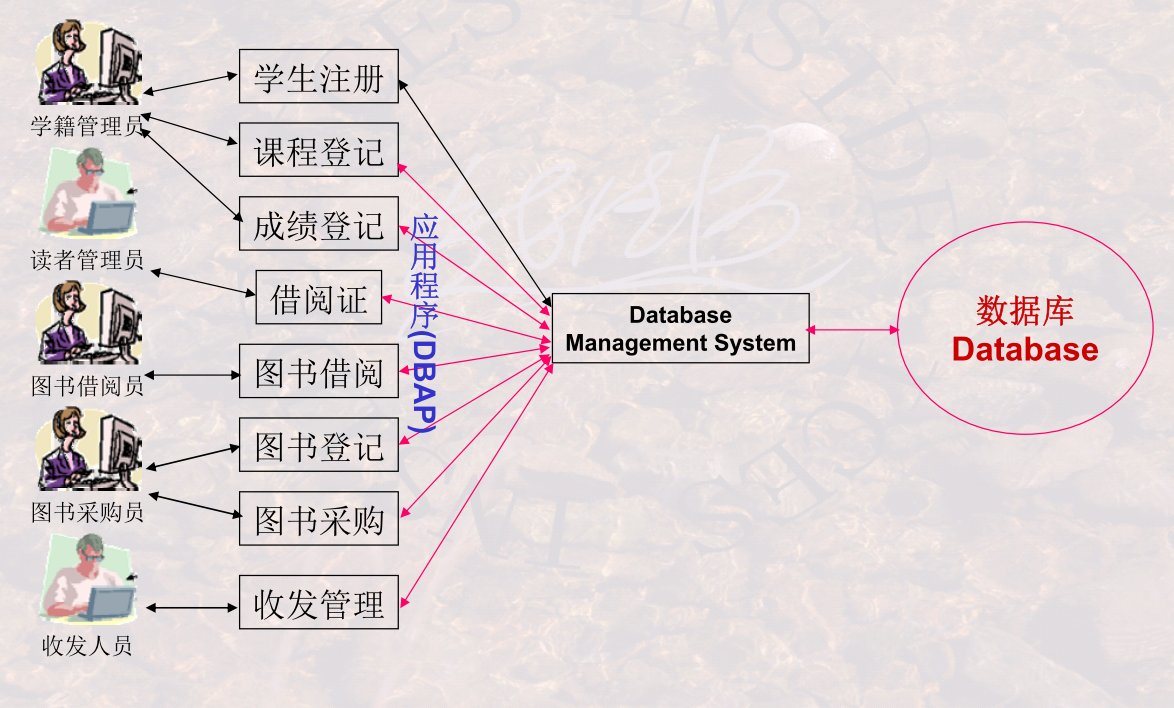 学籍管理员
读者管理员
图书借阅员
图书采购员
收发人员
学生注册
课程登记
成绩登记
借阅证
图书借阅
图书登记
图书采购
收发管理
应用程序(DBAP)
Database
Management System
数据库
Database